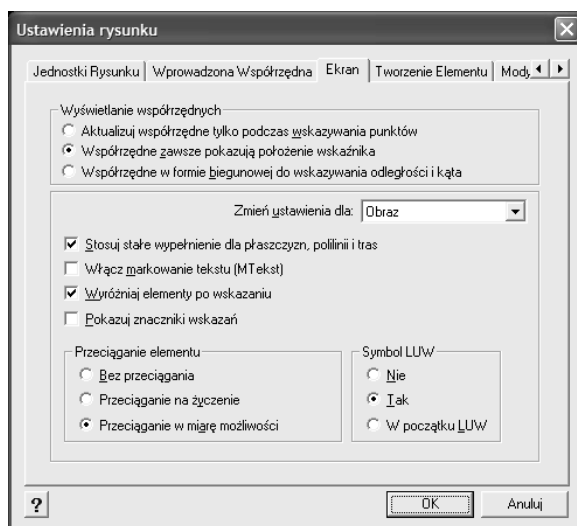 Ustawienia rysunku
Jednostki Rysunku Wprowadzona Współrzędna Ekran Tworzenie Elementu Mody
Wyświetlanie współrzędnych
Aktualizuj współrzędne tylko podczas wskazywania punktów
Współrzędne zawsze pokazują położenie wskaźnika
Współrzędne w formie biegunowej do wskazywania odległości i kąta
Zmień ustawienia dla: Obraz
Stosuj stałe wypełnienie dla płaszczyzn, polilinii i tras
Włącz markowanie tekstu (MTekst)
Wyróżniaj elementy po wskazaniu
Pokazuj znaczniki wskazań
Przeciąganie elementu
Bez przeciągania
Przeciąganie na życzenie
Przeciąganie w miarę możliwości
Symbol LUW
Nie
Tak
W początku LUW
? OK Anuluj